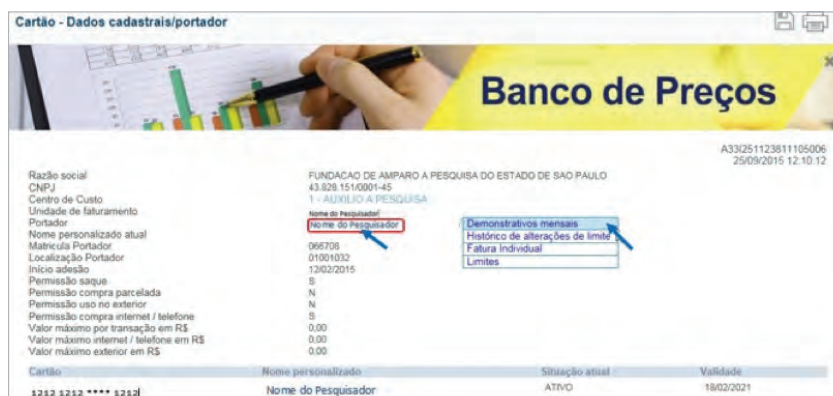 Cartão - Dados cadastrais/portador
Banco de Preços
A33I251123811105006
25/09/2015 12:10:12
Razão social FUNDACAO DE AMPARO A PESQUISA DO ESTADO DE SAO PAULO
CNPJ 43.828.151/0001-45
Centro de Custo 1 - AUXILIO A PESQUISA
Unidade de faturamento Nome do Pesquisador
Portador Nome do Pesquisador Demonstrativos mensais
Nome personalizado atual Histórico de alterações de limite
Matricula Portador 066708 Fatura Individual
Localização Portador 01001032 Limites
Início adesão 12/02/2015
Permissão saque S
Permissão compra parcelada N
Permissão uso no exterior N
Permissão compra internet / telefone S
Valor máximo por transação em R$ 0,00
Valor máximo internet / telefone em R$ 0,00
Valor máximo exterior em R$ 0,00
Cartão Nome personalizado Situação atual Validade
1212 1212 **** 1212 Nome do Pesquisador ATIVO 18/02/2021